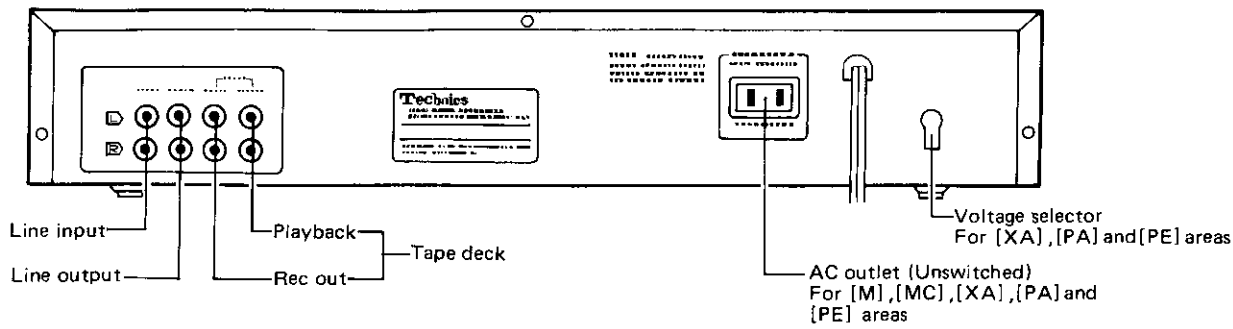 Technics
L
R
Line input
Line output
Playback
Rec out
Tape deck
Voltage selector
For [XA],[PA] and [PE] areas
AC outlet (Unswitched)
For [M],[MC],[XA],[PA] and
[PE] areas